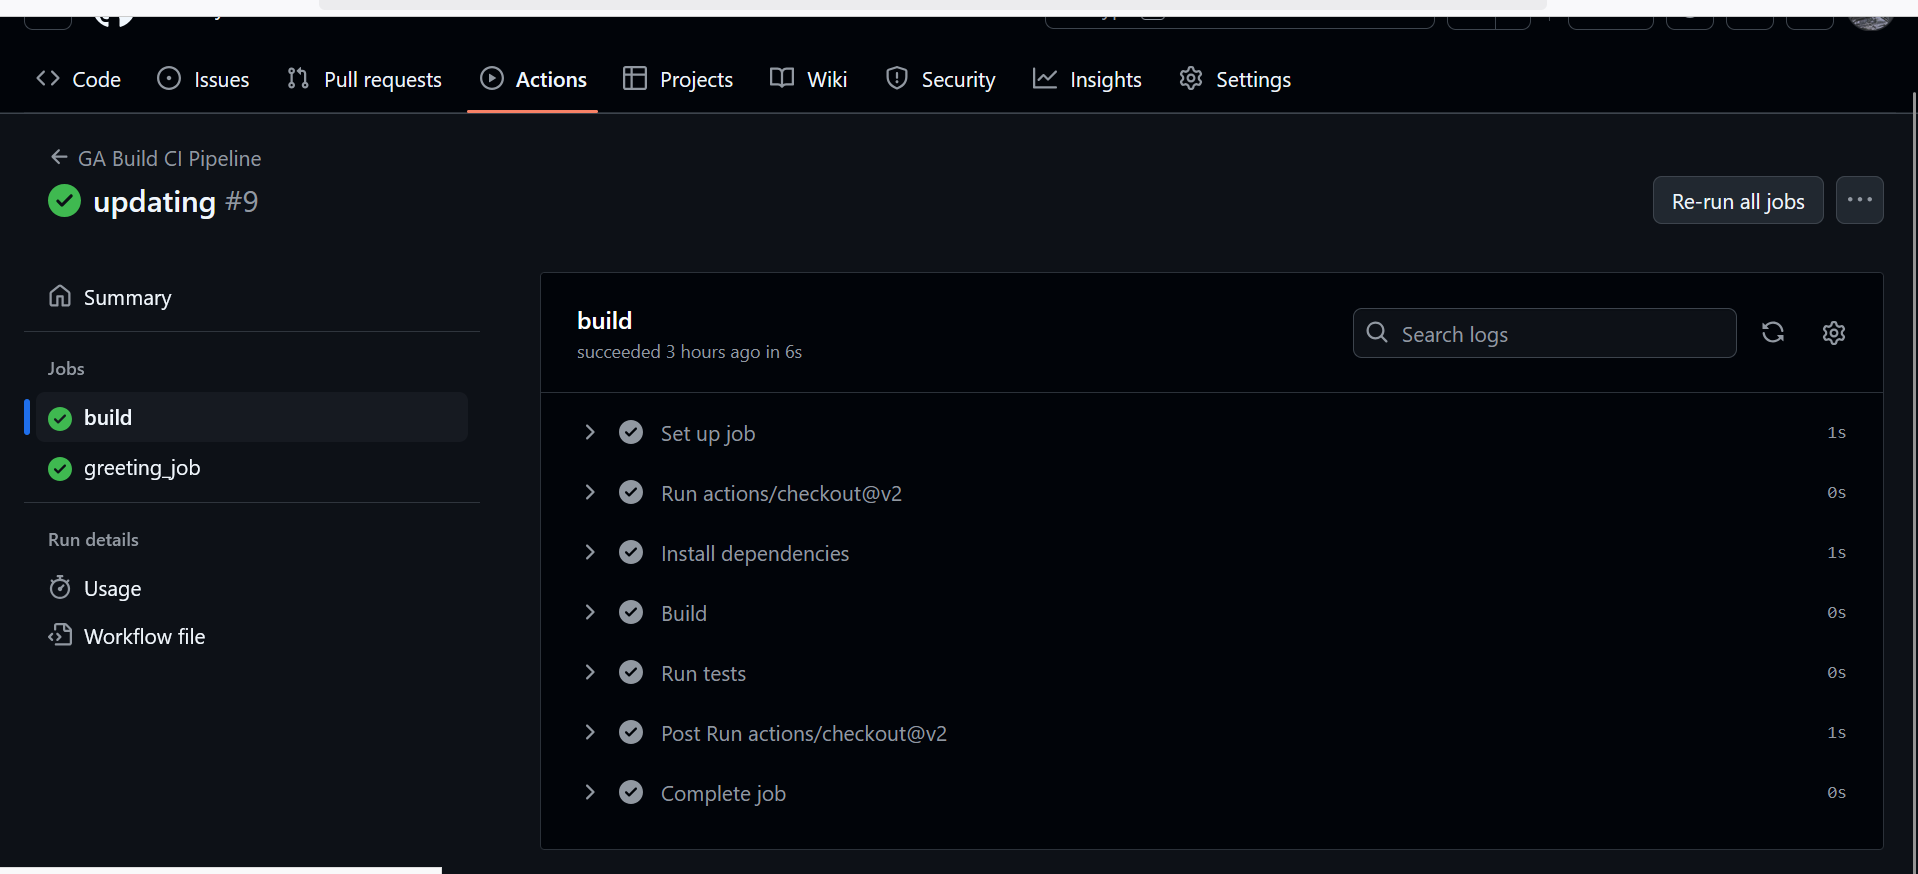 Code
Issues
Pull requests
Actions
Projects
Wiki
Security
Insights
Settings
GA Build CI Pipeline
updating #9
Re-run all jobs
Summary
Jobs
build
greeting_job
Run details
Usage
Workflow file
build
succeeded 3 hours ago in 6s
Search logs
Set up job 1s
Run actions/checkout@v2 0s
Install dependencies 1s
Build 0s
Run tests 0s
Post Run actions/checkout@v2 1s
Complete job 0s